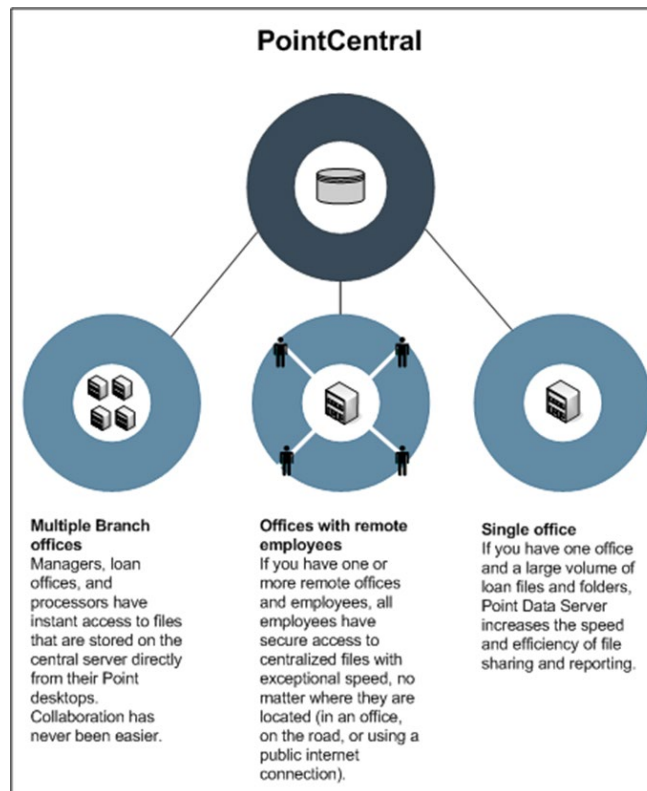 PointCentral
Multiple Branch
offices
Managers, loan
offices, and
processors have
instant access to files
that are stored on the
central server directly
from their Point
desktops.
Collaboration has
never been easier.
Offices with remote
employees
If you have one or
more remote offices
and employees, all
employees have
secure access to
centralized files with
exceptional speed, no
matter where they are
located (in an office,
on the road, or using a
public internet
connection).
Single office
If you have one office
and a large volume of
loan files and folders,
Point Data Server
increases the speed
and efficiency of file
sharing and reporting.